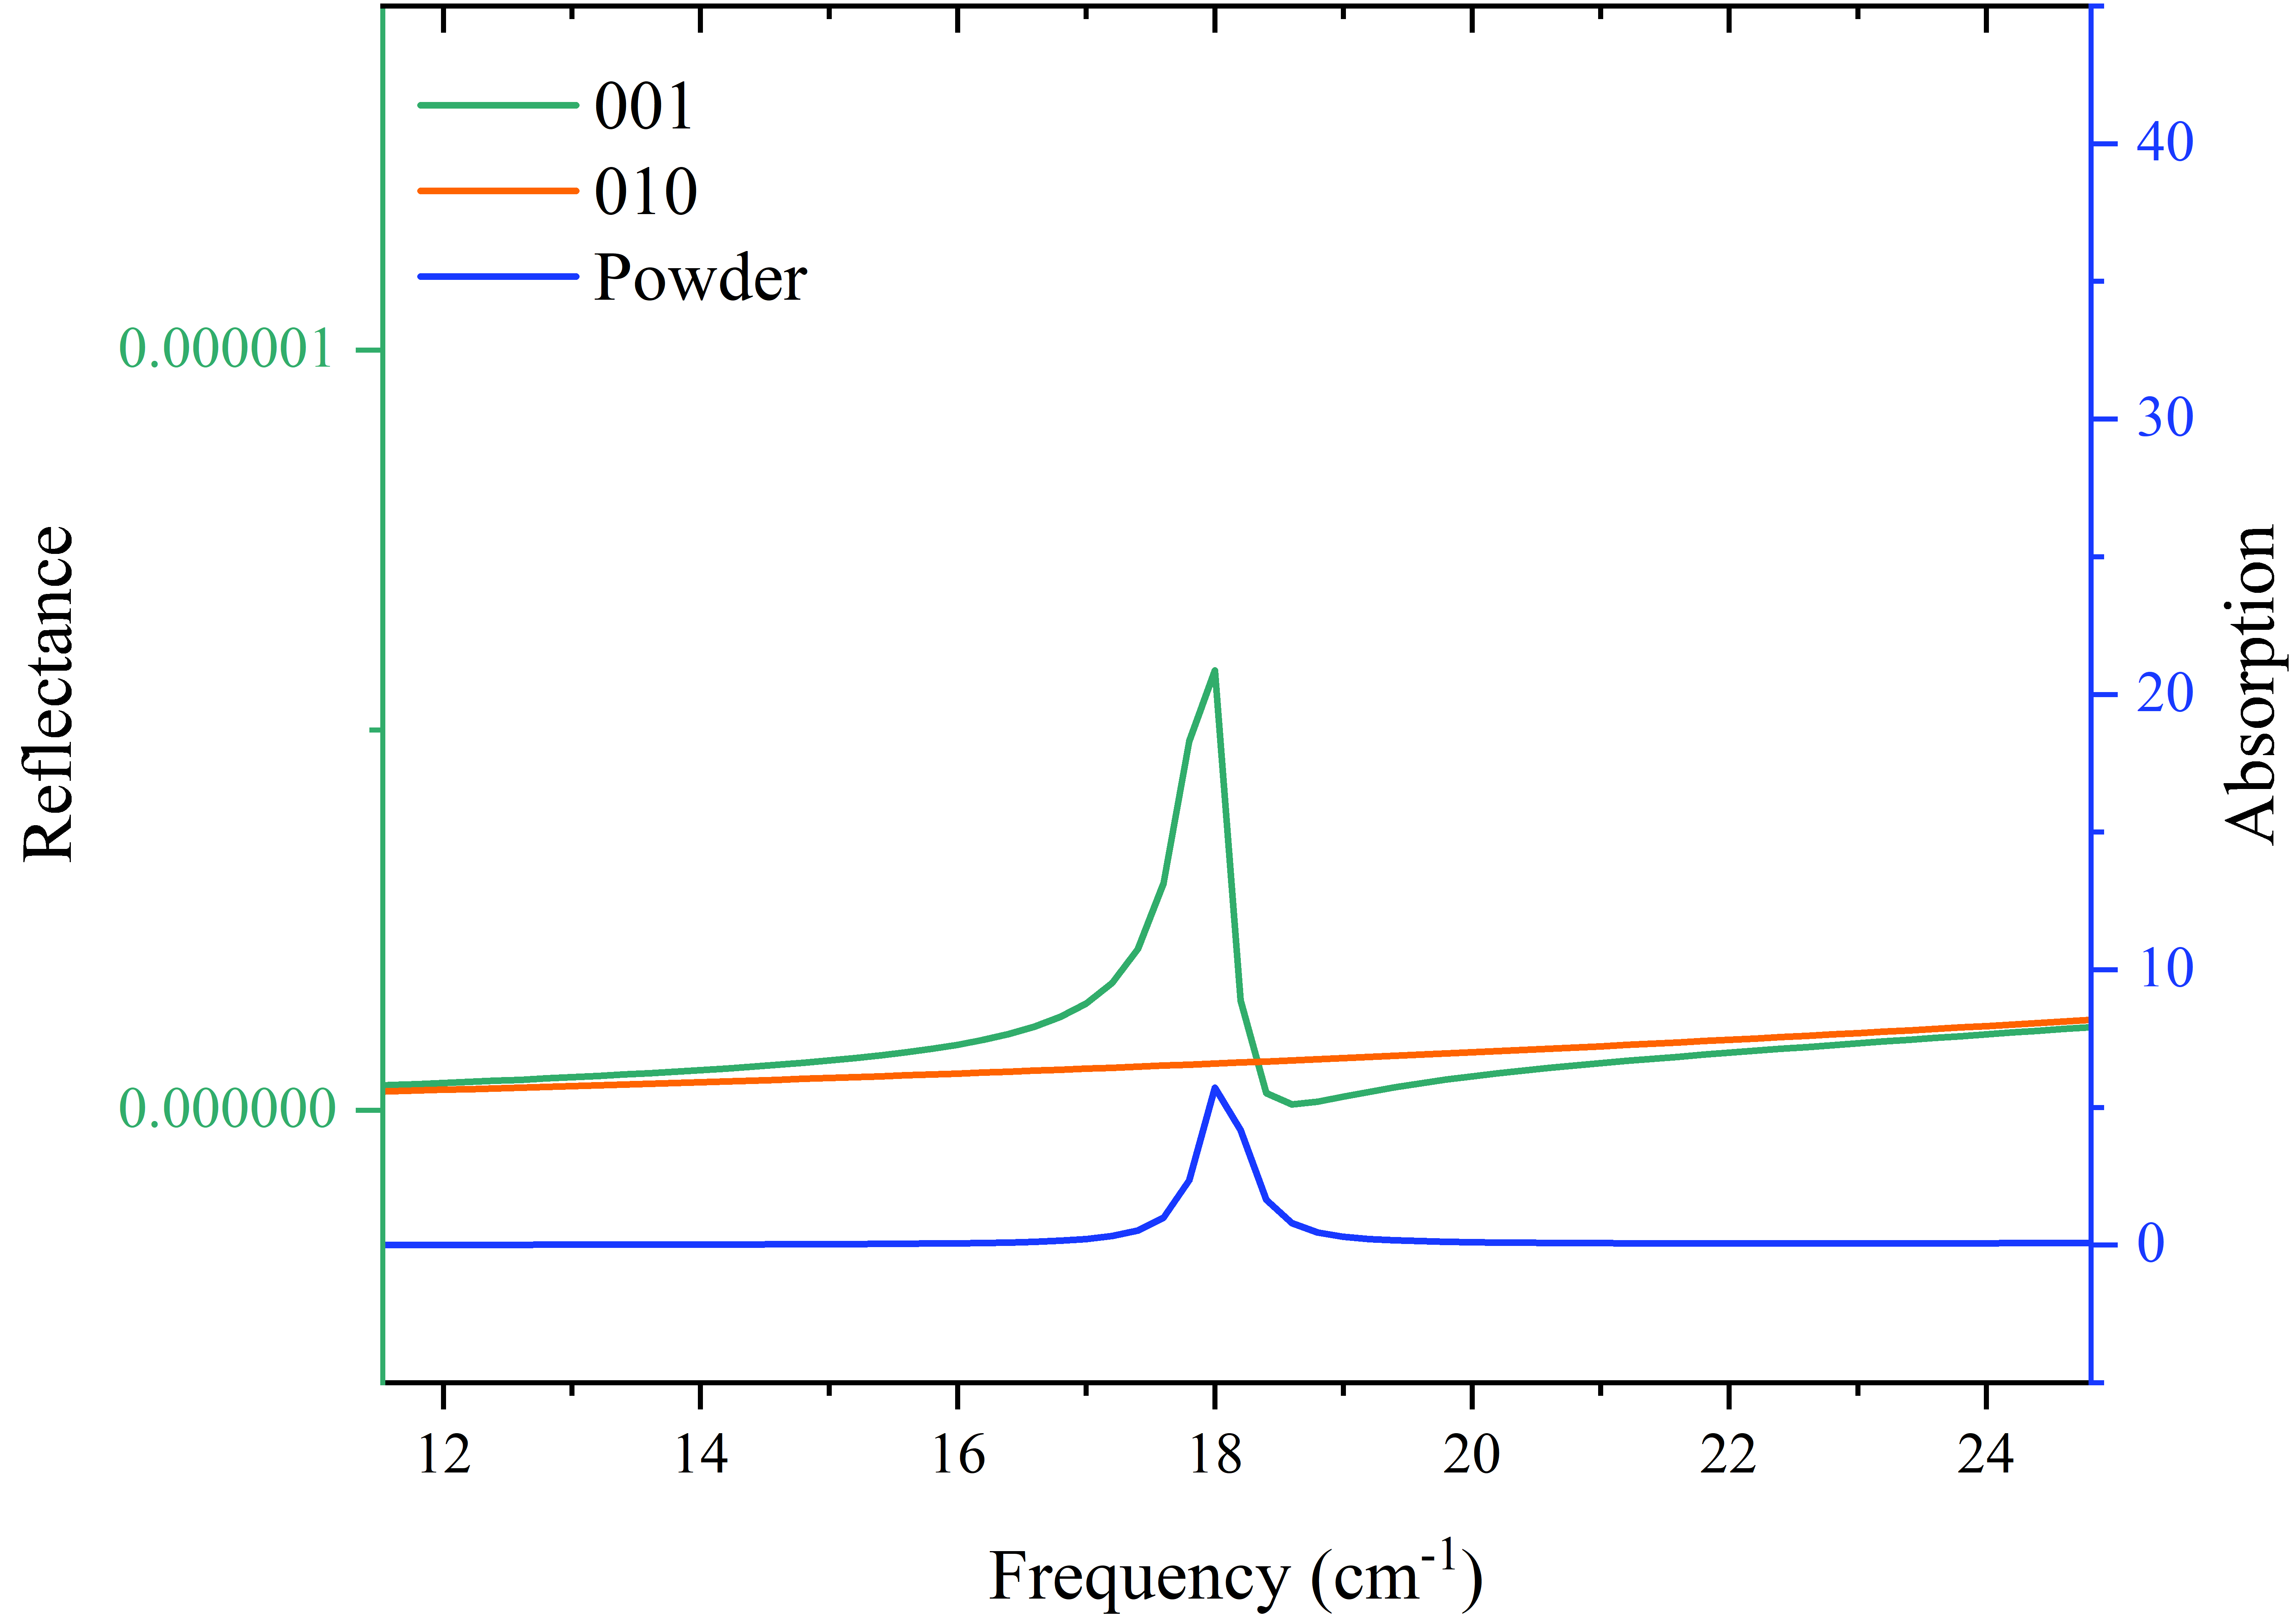 001
010
Powder
0.000001
0.000000
Reflectance
40
30
20
10
0
Absorption
12 14 16 18 20 22 24
Frequency (cm⁻¹)